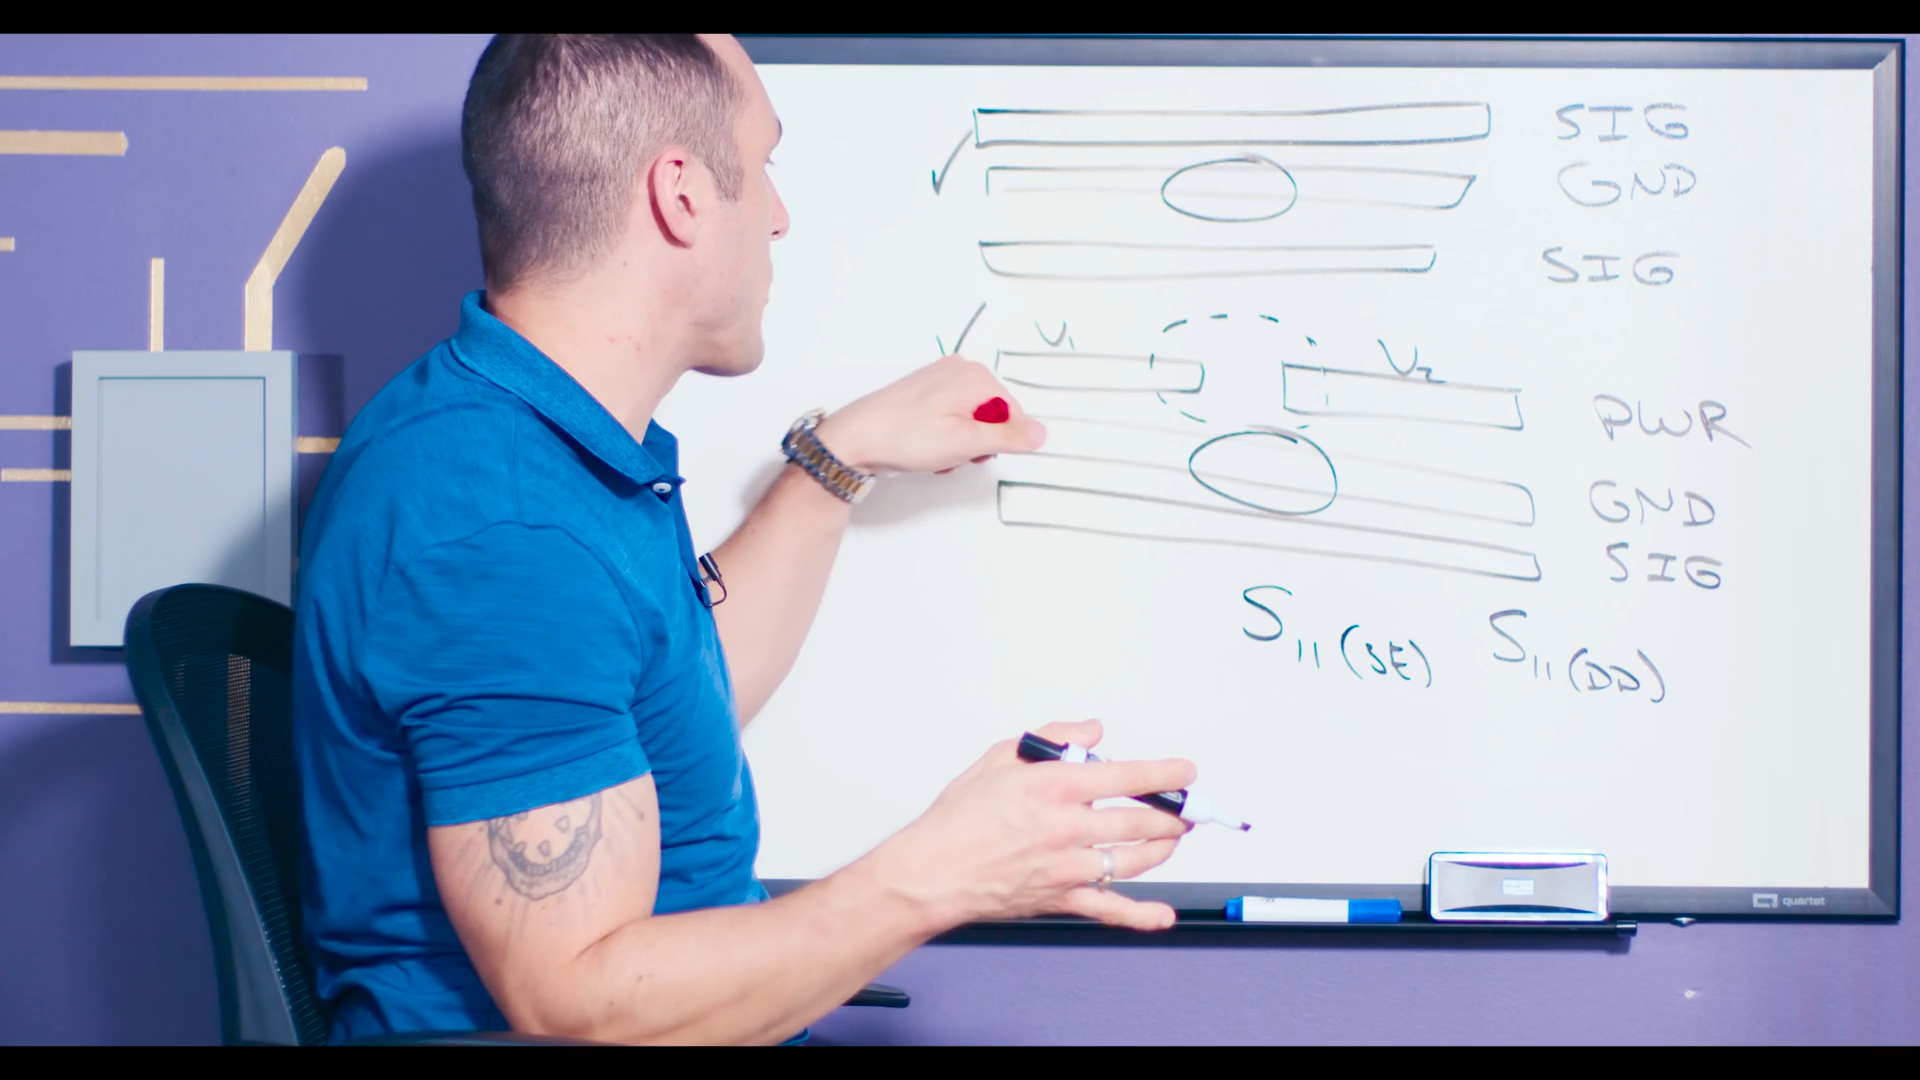 SIG
GND
SIG
V1 V2
PWR
GND
SIG
S11(SE) S11(DD)
quartet